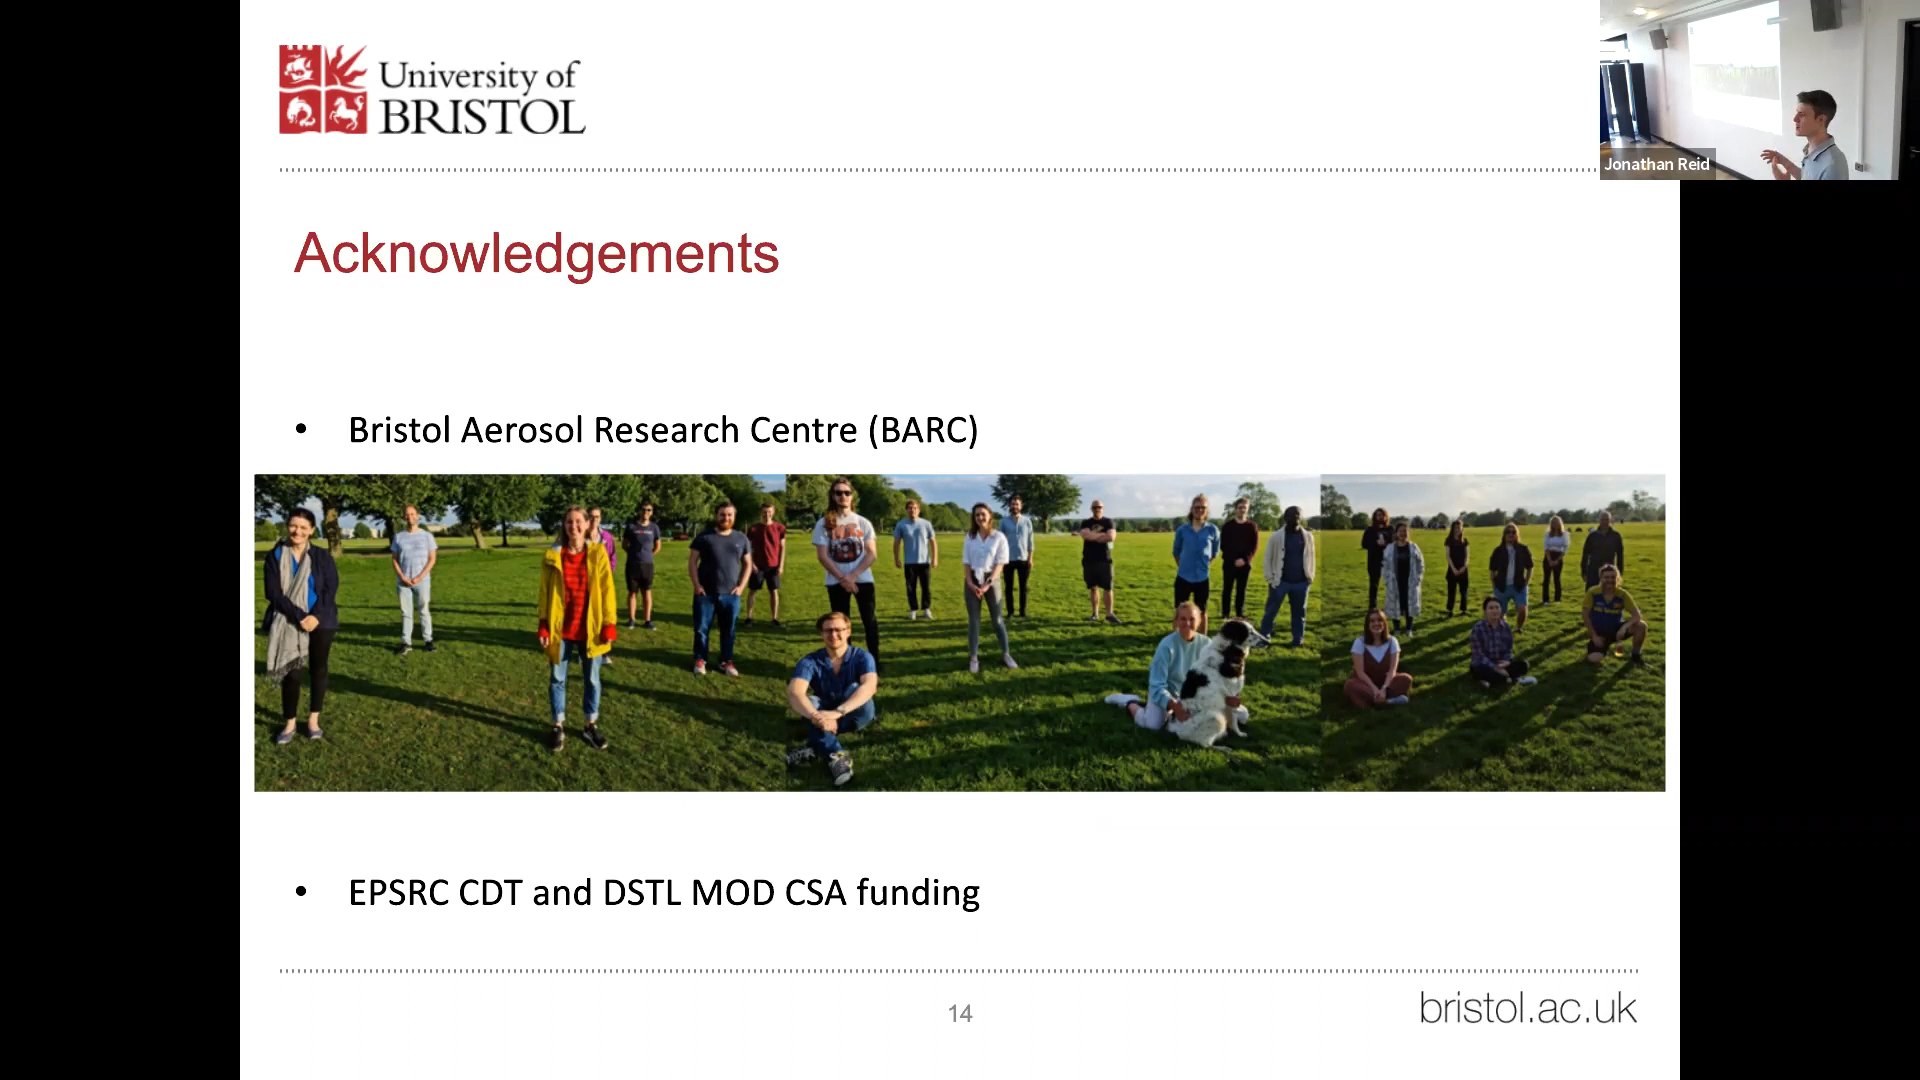 University of
BRISTOL
Jonathan Reid
Acknowledgements
• Bristol Aerosol Research Centre (BARC)
• EPSRC CDT and DSTL MOD CSA funding
14
bristol.ac.uk